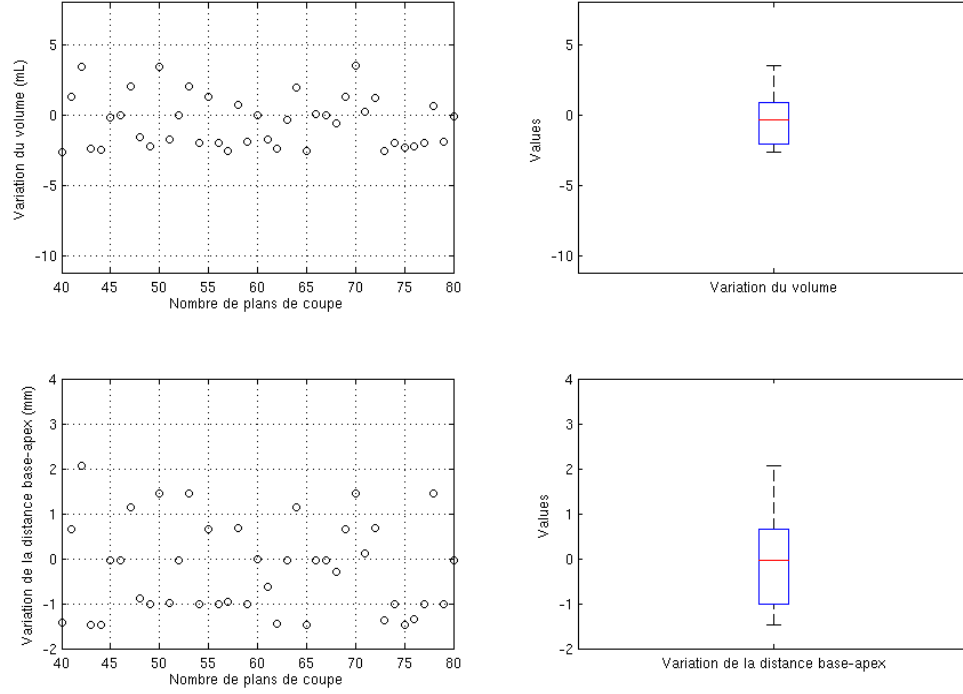 Variation du volume (mL)
5
0
-5
-10
40 45 50 55 60 65 70 75 80
Nombre de plans de coupe
Values
5
0
-5
-10
Variation du volume
Variation de la distance base-apex (mm)
4
3
2
1
0
-1
-2
40 45 50 55 60 65 70 75 80
Nombre de plans de coupe
Values
4
3
2
1
0
-1
-2
Variation de la distance base-apex